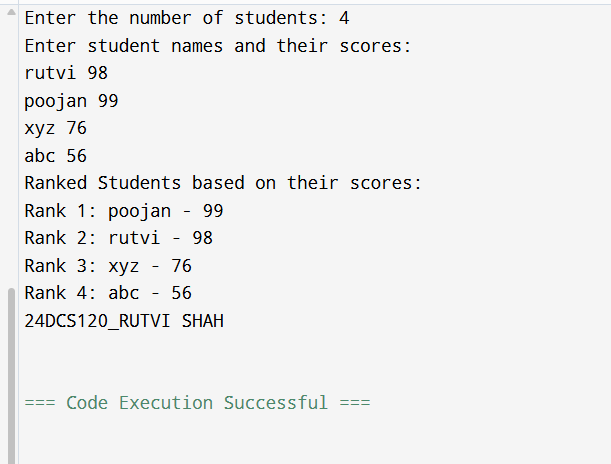 Enter the number of students: 4
Enter student names and their scores:
rutvi 98
poojan 99
xyz 76
abc 56
Ranked Students based on their scores:
Rank 1: poojan - 99
Rank 2: rutvi - 98
Rank 3: xyz - 76
Rank 4: abc - 56
24DCS120_RUTVI SHAH
=== Code Execution Successful ===